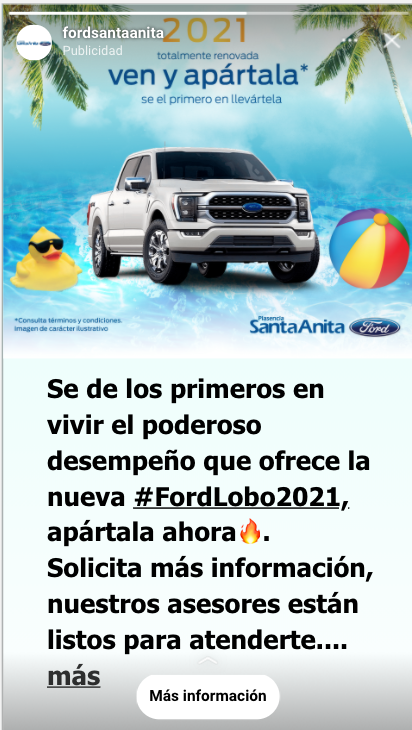 fordsantaanita
Publicidad
2021
totalmente renovada
ven y apártala*
se el primero en llevártela
*Consulta términos y condiciones.
Imagen de carácter ilustrativo
Plasencia
SantaAnita Ford
Se de los primeros en
vivir el poderoso
desempeño que ofrece la
nueva #FordLobo2021,
apártala ahora🔥.
Solicita más información,
nuestros asesores están
listos para atenderte....
más
Más información